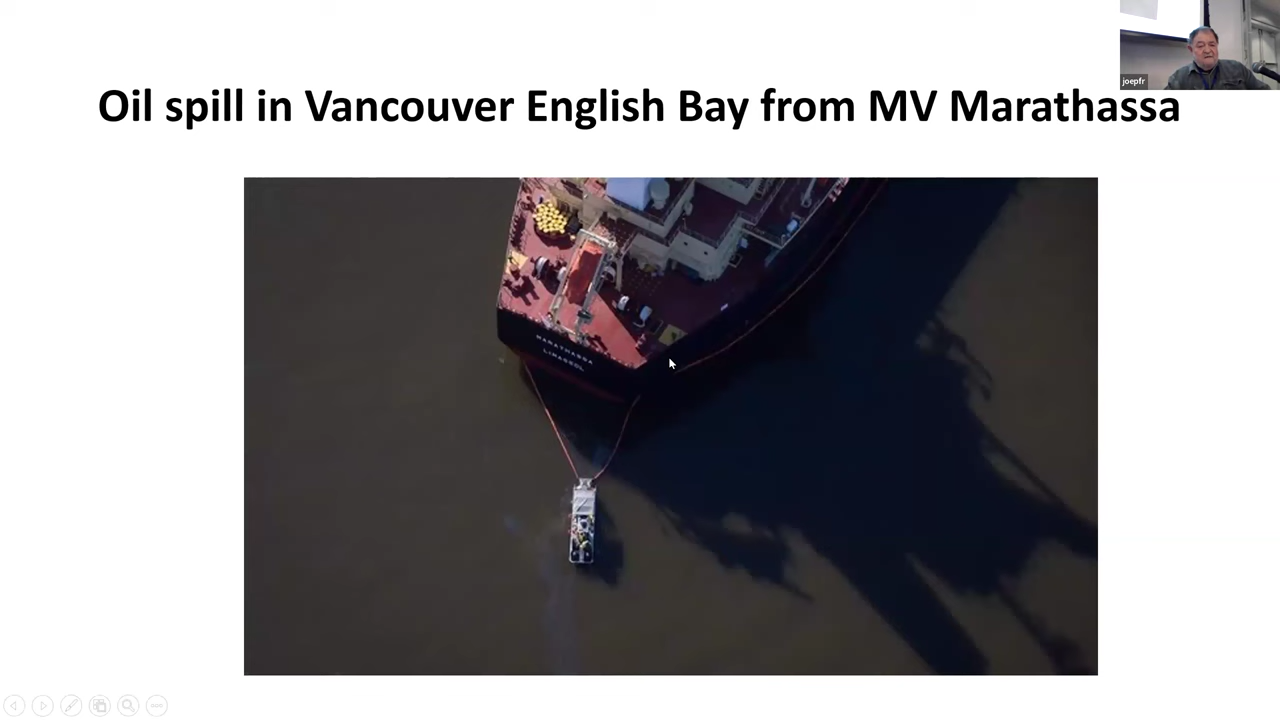 Oil spill in Vancouver English Bay from MV Marathassa
joepfr
MARATHASSA
LIMASSOL